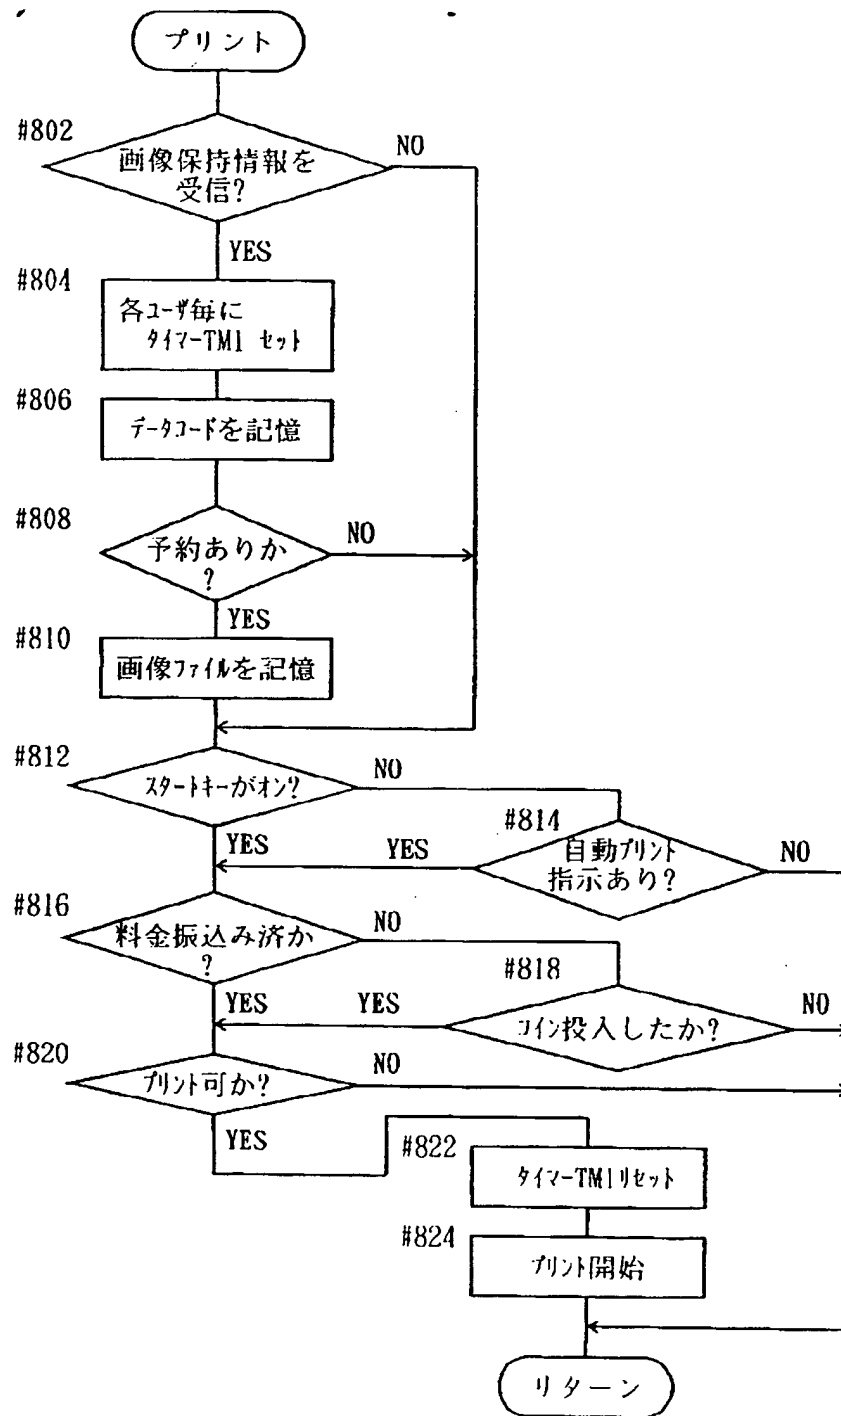 プリント
#802
画像保持情報を
受信?
NO
YES
#804
各ユーザ毎に
タイマーTM1 セット
#806
データコードを記憶
#808
予約ありか
?
NO
YES
#810
画像ファイルを記憶
#812
スタートキーがオン?
NO
YES
#814
自動プリント
指示あり?
YES
NO
#816
料金振込み済か
?
NO
YES
#818
コイン投入したか?
YES
NO
#820
プリント可か?
NO
YES
#822
タイマーTM1リセット
#824
プリント開始
リターン